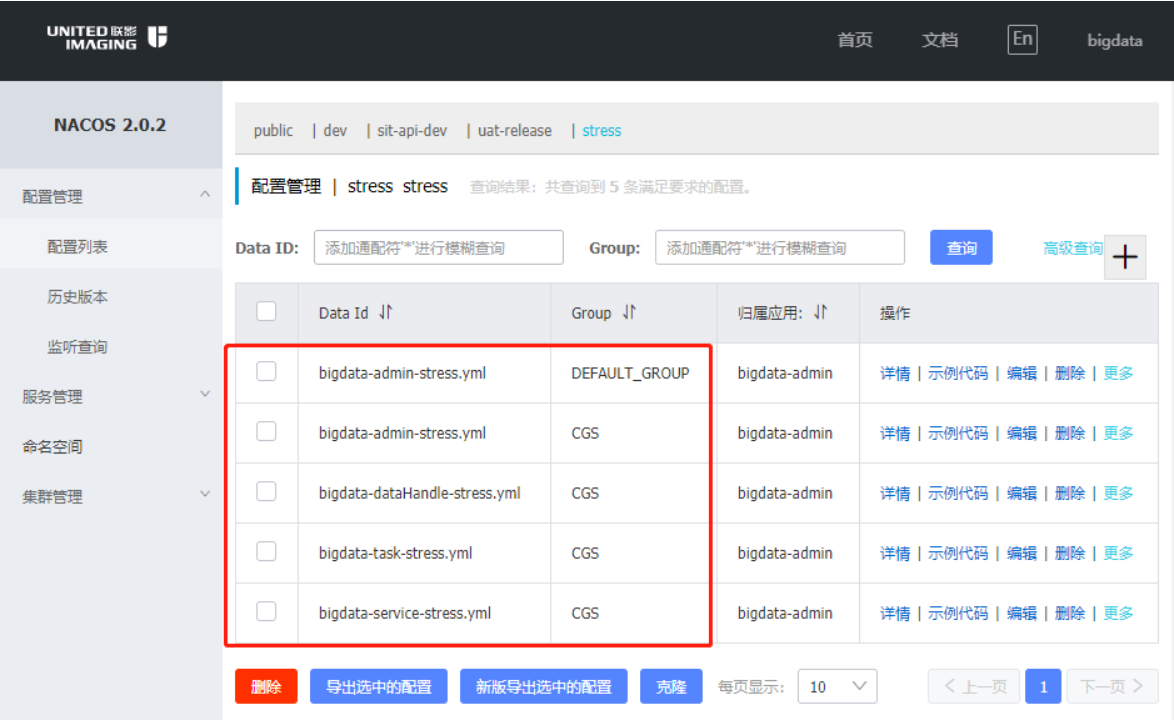 UNITED 联影
IMAGING
首页 文档 En bigdata
NACOS 2.0.2
配置管理
配置列表
历史版本
监听查询
服务管理
命名空间
集群管理
public | dev | sit-api-dev | uat-release | stress
配置管理 | stress stress 查询结果：共查询到 5 条满足要求的配置。
Data ID: 添加通配符'*'进行模糊查询 Group: 添加通配符'*'进行模糊查询 查询 高级查询 +
Data Id Group 归属应用: 操作
bigdata-admin-stress.yml DEFAULT_GROUP bigdata-admin 详情 | 示例代码 | 编辑 | 删除 | 更多
bigdata-admin-stress.yml CGS bigdata-admin 详情 | 示例代码 | 编辑 | 删除 | 更多
bigdata-dataHandle-stress.yml CGS bigdata-admin 详情 | 示例代码 | 编辑 | 删除 | 更多
bigdata-task-stress.yml CGS bigdata-admin 详情 | 示例代码 | 编辑 | 删除 | 更多
bigdata-service-stress.yml CGS bigdata-admin 详情 | 示例代码 | 编辑 | 删除 | 更多
删除 导出选中的配置 新版导出选中的配置 克隆 每页显示: 10 < 上一页 1 下一页 >